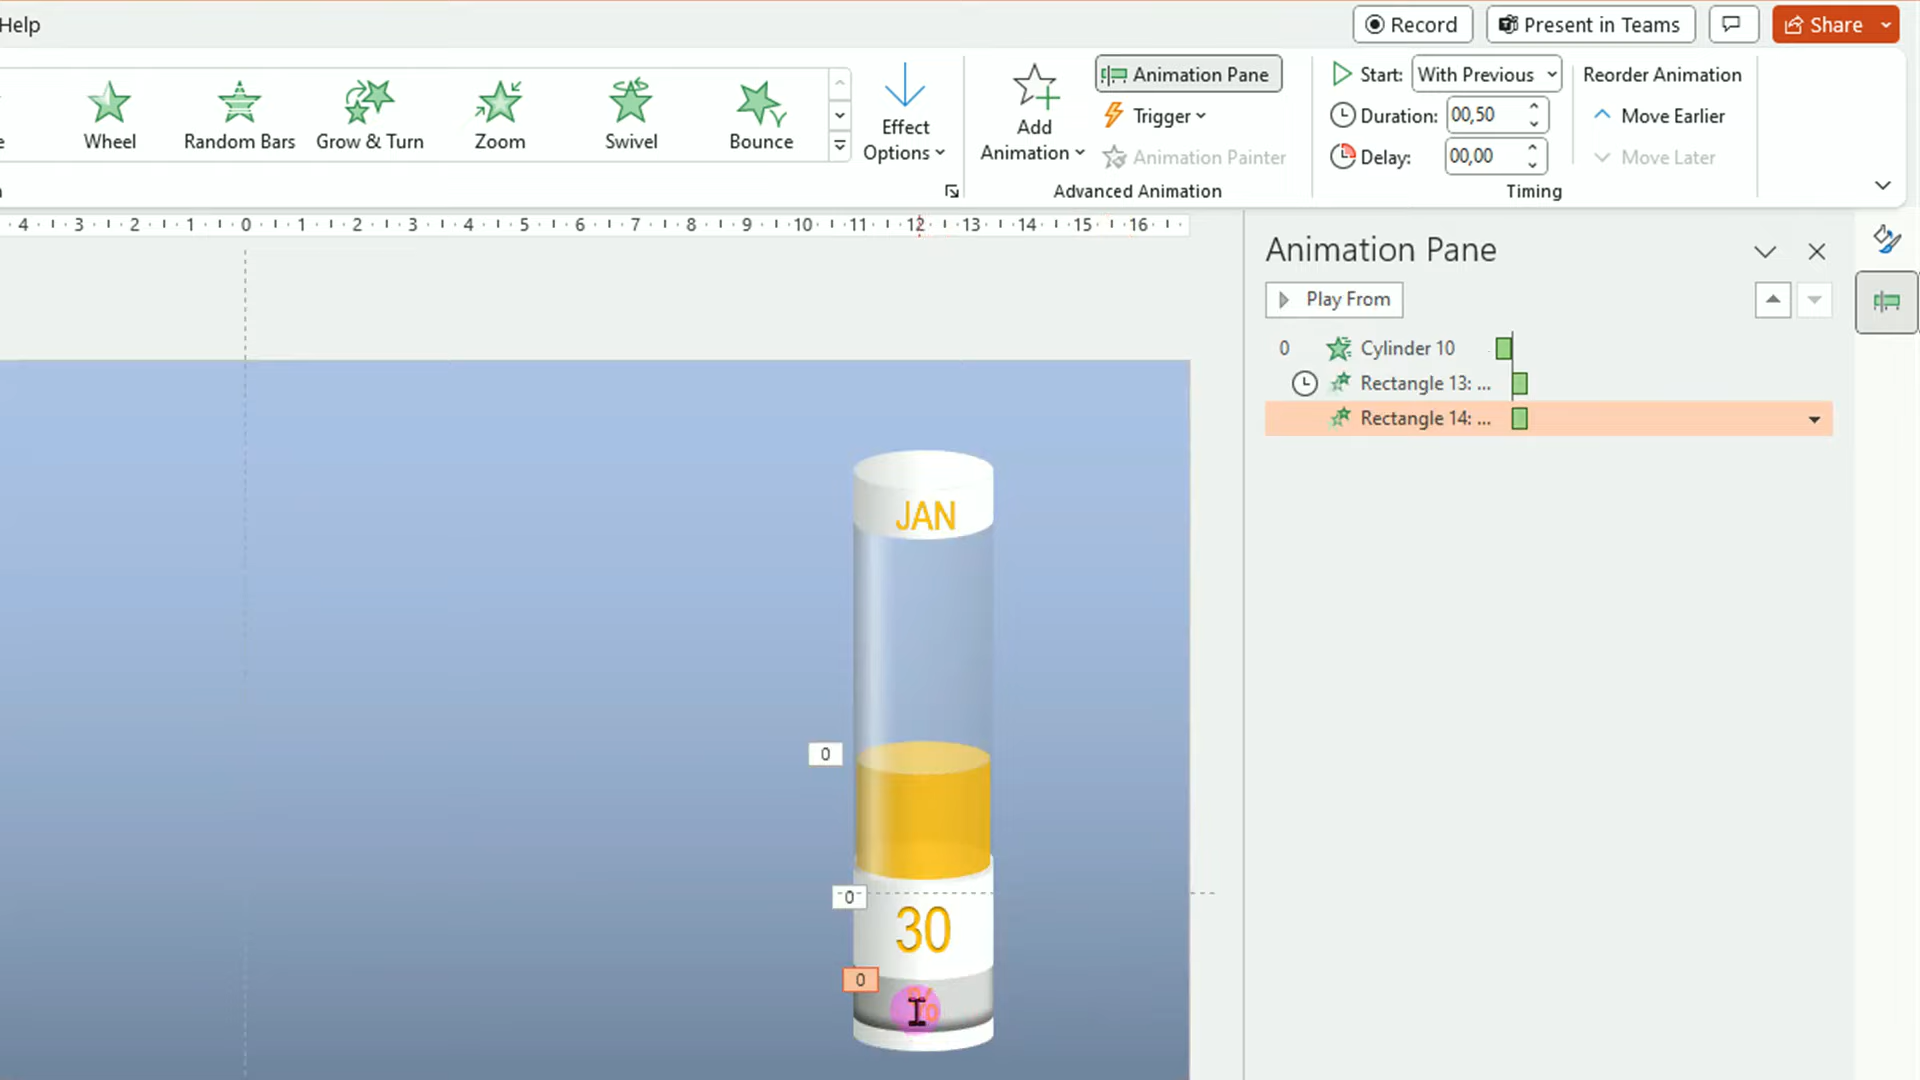 Help
Record
Present in Teams
Share
e
Wheel
Random Bars
Grow & Turn
Zoom
Swivel
Bounce
Effect
Options
Add
Animation
Animation Pane
Trigger
Animation Painter
Advanced Animation
Start: With Previous
Duration: 00,50
Delay: 00,00
Reorder Animation
Move Earlier
Move Later
Timing
4 3 2 1 0 1 2 3 4 5 6 7 8 9 10 11 12 13 14 15 16
Animation Pane
Play From
0 Cylinder 10
Rectangle 13: ...
Rectangle 14: ...
JAN
0
0
30
0
%